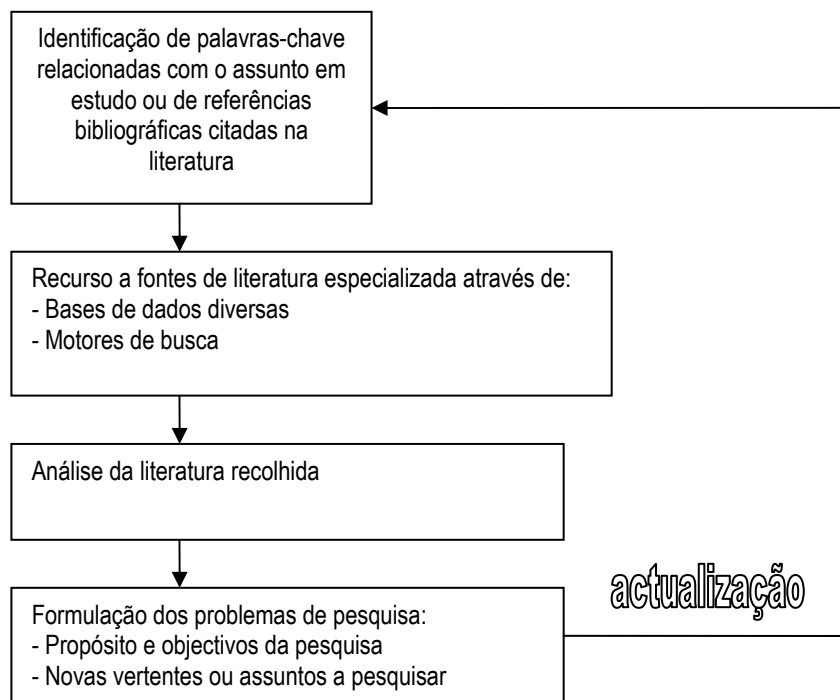 Identificação de palavras-chave
relacionadas com o assunto em
estudo ou de referências
bibliográficas citadas na
literatura
Recurso a fontes de literatura especializada através de:
- Bases de dados diversas
- Motores de busca
Análise da literatura recolhida
actualização
Formulação dos problemas de pesquisa:
- Propósito e objectivos da pesquisa
- Novas vertentes ou assuntos a pesquisar